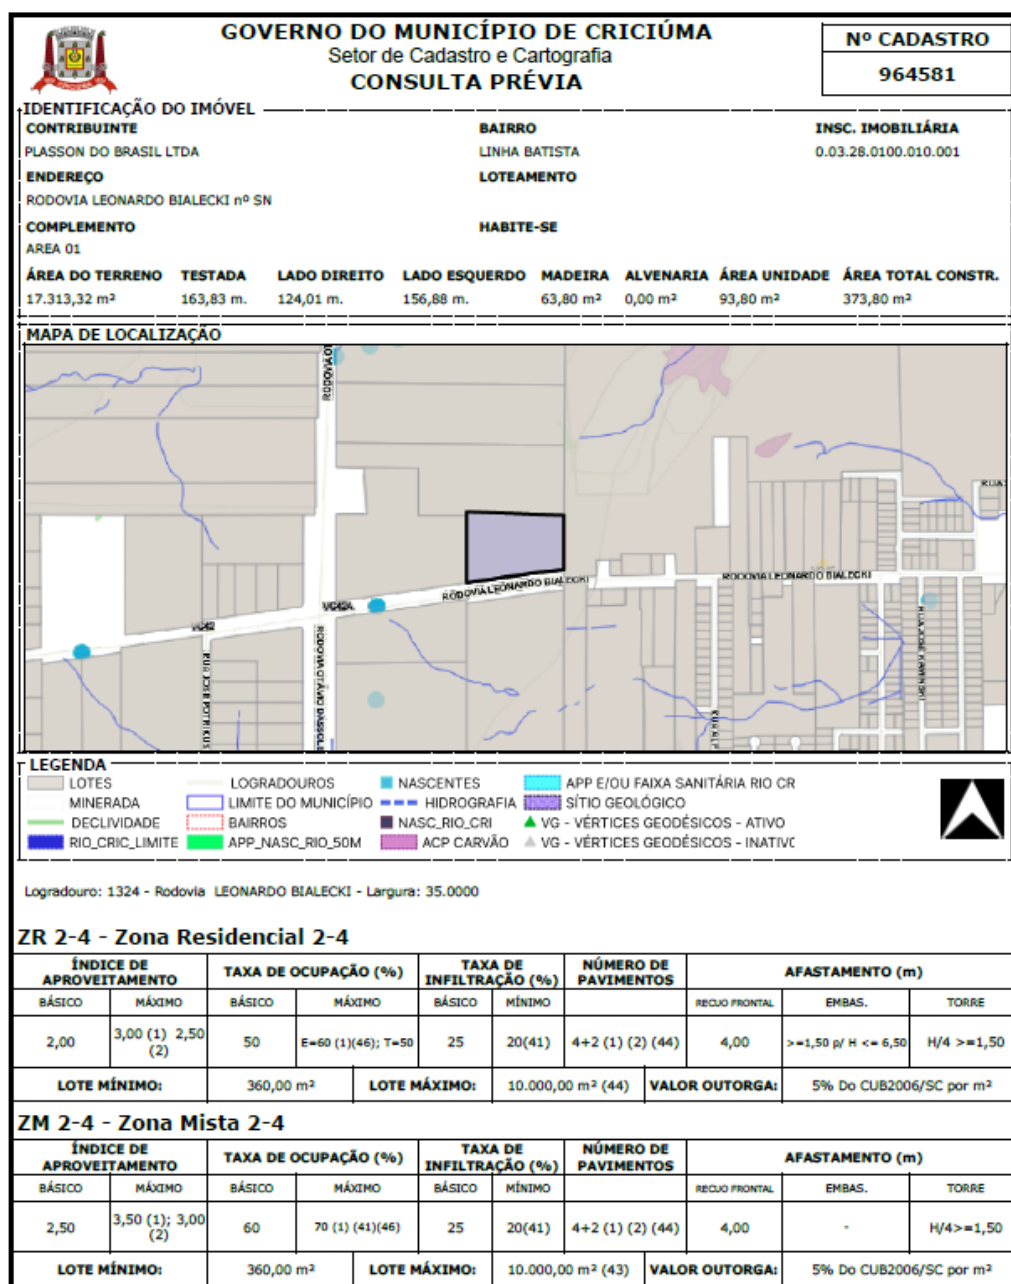 GOVERNO DO MUNICÍPIO DE CRICIÚMA
Setor de Cadastro e Cartografia
CONSULTA PRÉVIA
Nº CADASTRO
964581
IDENTIFICAÇÃO DO IMÓVEL
CONTRIBUINTE BAIRRO INSC. IMOBILIÁRIA
PLASSON DO BRASIL LTDA LINHA BATISTA 0.03.28.0100.010.001
ENDEREÇO LOTEAMENTO
RODOVIA LEONARDO BIALECKI nº SN
COMPLEMENTO HABITE-SE
AREA 01
ÁREA DO TERRENO TESTADA LADO DIREITO LADO ESQUERDO MADEIRA ALVENARIA ÁREA UNIDADE ÁREA TOTAL CONSTR.
17.313,32 m² 163,83 m. 124,01 m. 156,88 m. 63,80 m² 0,00 m² 93,80 m² 373,80 m²
MAPA DE LOCALIZAÇÃO
RODOVIA LEONARDO BIALECKI
RODOVIA LEONARDO BIALECKI
VG42A
VG42
LEGENDA
LOTES LOGRADOUROS NASCENTES APP E/OU FAIXA SANITÁRIA RIO CR
MINERADA LIMITE DO MUNICÍPIO HIDROGRAFIA SÍTIO GEOLÓGICO
DECLIVIDADE BAIRROS NASC_RIO_CRI VG - VÉRTICES GEODÉSICOS - ATIVO
RIO_CRIC_LIMITE APP_NASC_RIO_50M ACP CARVÃO VG - VÉRTICES GEODÉSICOS - INATIVO
Logradouro: 1324 - Rodovia LEONARDO BIALECKI - Largura: 35.0000
ZR 2-4 - Zona Residencial 2-4
ÍNDICE DE APROVEITAMENTO TAXA DE OCUPAÇÃO (%) TAXA DE INFILTRAÇÃO (%) NÚMERO DE PAVIMENTOS AFASTAMENTO (m)
BÁSICO MÁXIMO BÁSICO MÁXIMO BÁSICO MÍNIMO RECUO FRONTAL EMBAS. TORRE
2,00 3,00 (1) 2,50 (2) 50 E=60 (1)(46); T=50 25 20(41) 4+2 (1) (2) (44) 4,00 >=1,50 p/ H <= 6,50 H/4 >=1,50
LOTE MÍNIMO: 360,00 m² LOTE MÁXIMO: 10.000,00 m² (44) VALOR OUTORGA: 5% Do CUB2006/SC por m²
ZM 2-4 - Zona Mista 2-4
ÍNDICE DE APROVEITAMENTO TAXA DE OCUPAÇÃO (%) TAXA DE INFILTRAÇÃO (%) NÚMERO DE PAVIMENTOS AFASTAMENTO (m)
BÁSICO MÁXIMO BÁSICO MÁXIMO BÁSICO MÍNIMO RECUO FRONTAL EMBAS. TORRE
2,50 3,50 (1); 3,00 (2) 60 70 (1) (41)(46) 25 20(41) 4+2 (1) (2) (44) 4,00 - H/4>=1,50
LOTE MÍNIMO: 360,00 m² LOTE MÁXIMO: 10.000,00 m² (43) VALOR OUTORGA: 5% Do CUB2006/SC por m²